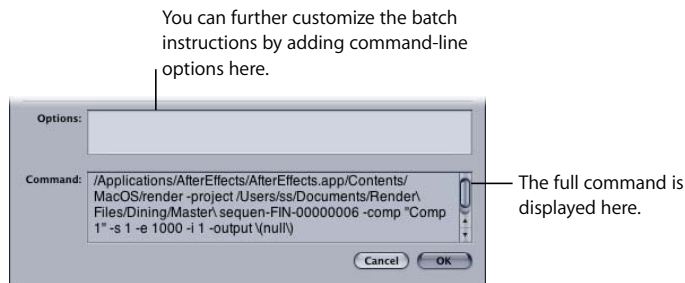 You can further customize the batch
instructions by adding command-line
options here.
Options:
Command:
/Applications/AfterEffects/AfterEffects.app/Contents/
MacOS/render -project /Users/ss/Documents/Render\
Files/Dining/Master\ sequen-FIN-00000006 -comp "Comp
1" -s 1 -e 1000 -i 1 -output \(null\)
The full command is
displayed here.
Cancel
OK